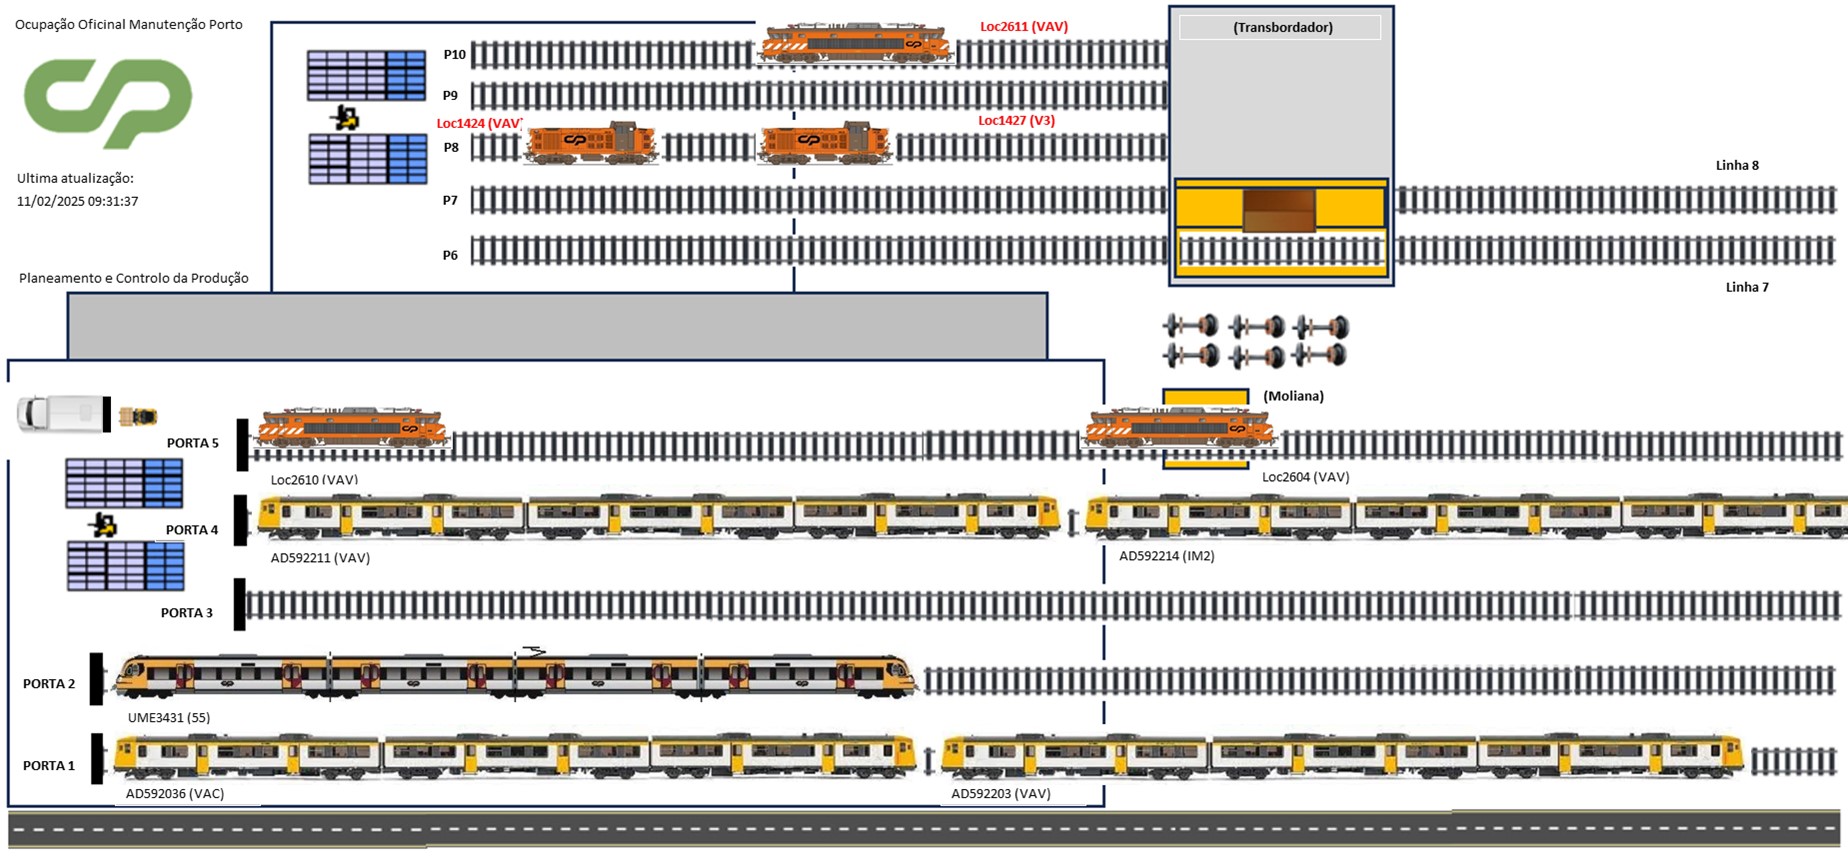 Ocupação Oficinal Manutenção Porto
Loc2611 (VAV)
(Transbordador)
P10
P9
Loc1424 (VAV)
Loc1427 (V3)
P8
Ultima atualização:
11/02/2025 09:31:37
Linha 8
P7
P6
Planeamento e Controlo da Produção
Linha 7
(Moliana)
PORTA 5
Loc2610 (VAV)
Loc2604 (VAV)
PORTA 4
AD592211 (VAV)
AD592214 (IM2)
PORTA 3
PORTA 2
UME3431 (55)
PORTA 1
AD592036 (VAC)
AD592203 (VAV)